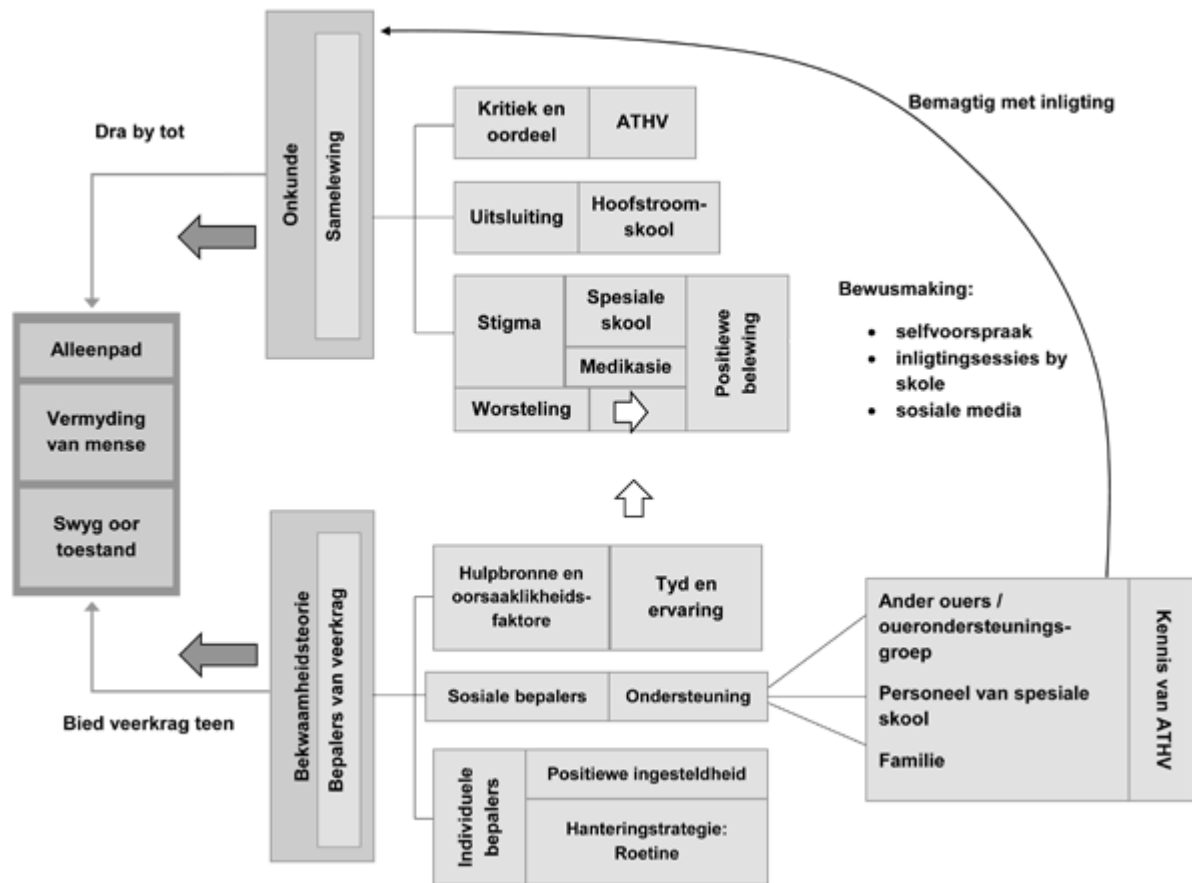 Dra by tot
Onkunde
Samelewing
Kritiek en
oordeel
ATHV
Uitsluiting
Hoofstroom-
skool
Stigma
Spesiale
skool
Medikasie
Worsteling
Positiewe
belewing
Bemagtig met inligting
Bewusmaking:
• selfvoorspraak
• inligtingsessies by
skole
• sosiale media
Alleenpad
Vermyding
van mense
Swyg oor
toestand
Bied veerkrag teen
Bekwaamheidsteorie
Bepalers van veerkrag
Hulpbronne en
oorsaaklikheids-
faktore
Tyd en
ervaring
Sosiale bepalers
Ondersteuning
Individuele
bepalers
Positiewe ingesteldheid
Hanteringstrategie:
Roetine
Ander ouers /
ouerondersteunings-
groep
Personeel van spesiale
skool
Familie
Kennis van
ATHV